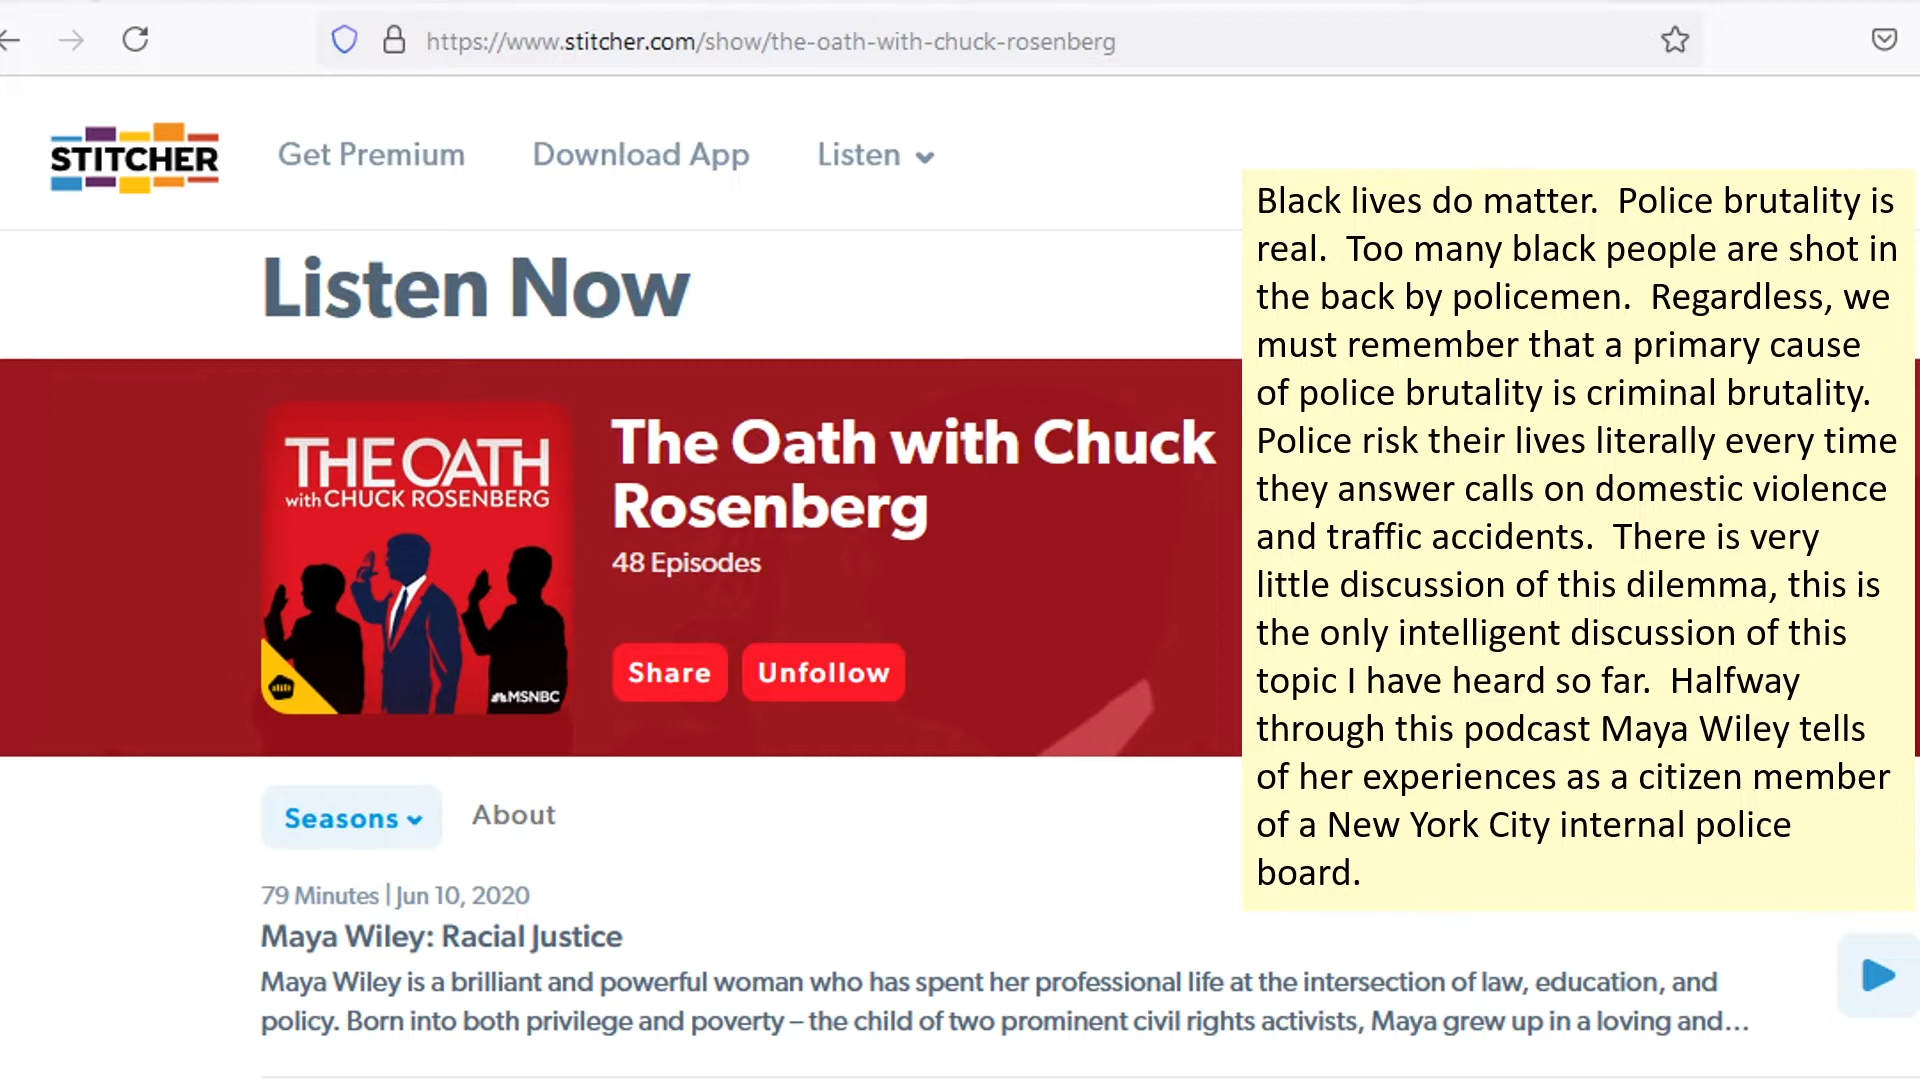 https://www.stitcher.com/show/the-oath-with-chuck-rosenberg
STITCHER
Get Premium
Download App
Listen
Listen Now
THE OATH
with CHUCK ROSENBERG
MSNBC
The Oath with Chuck
Rosenberg
48 Episodes
Share
Unfollow
Black lives do matter. Police brutality is
real. Too many black people are shot in
the back by policemen. Regardless, we
must remember that a primary cause
of police brutality is criminal brutality.
Police risk their lives literally every time
they answer calls on domestic violence
and traffic accidents. There is very
little discussion of this dilemma, this is
the only intelligent discussion of this
topic I have heard so far. Halfway
through this podcast Maya Wiley tells
of her experiences as a citizen member
of a New York City internal police
board.
Seasons
About
79 Minutes | Jun 10, 2020
Maya Wiley: Racial Justice
Maya Wiley is a brilliant and powerful woman who has spent her professional life at the intersection of law, education, and
policy. Born into both privilege and poverty – the child of two prominent civil rights activists, Maya grew up in a loving and...